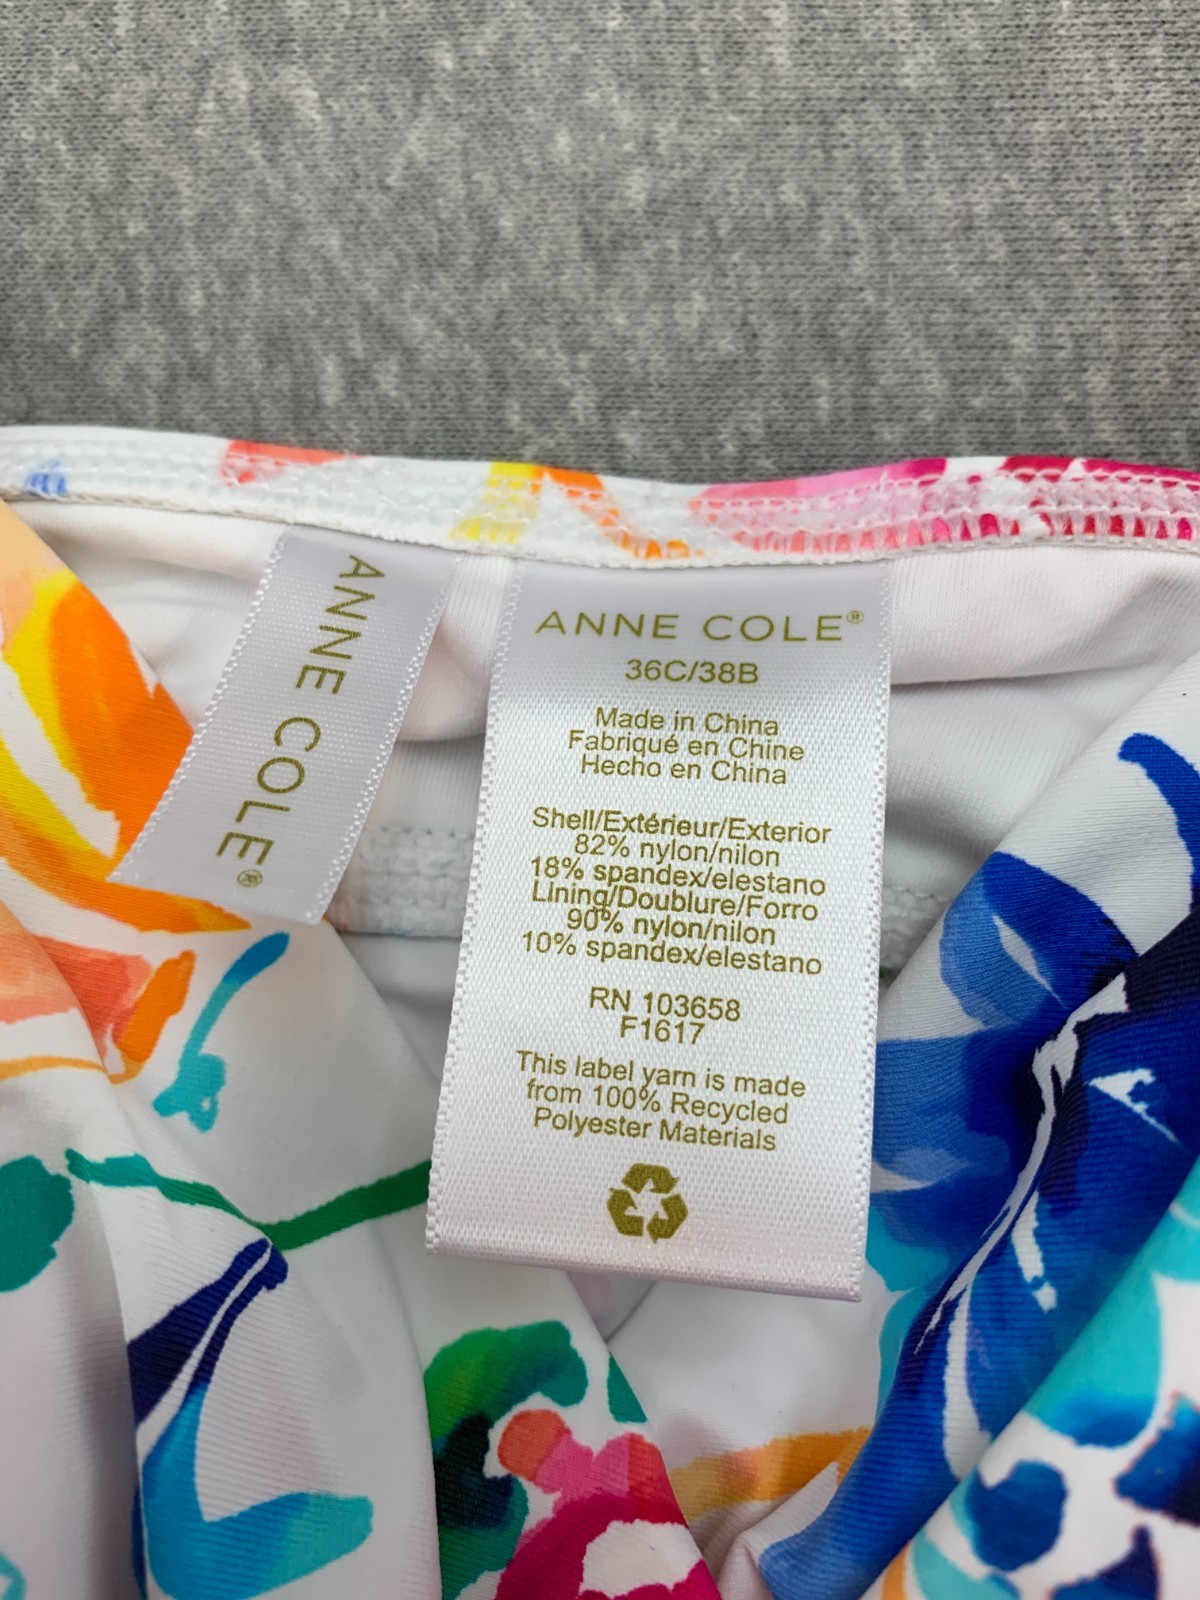 ANNE COLE®
ANNE COLE®
36C/38B
Made in China
Fabriqué en Chine
Hecho en China
Shell/Extérieur/Exterior
82% nylon/nilon
18% spandex/elestano
Lining/Doublure/Forro
90% nylon/nilon
10% spandex/elestano
RN 103658
F1617
This label yarn is made
from 100% Recycled
Polyester Materials